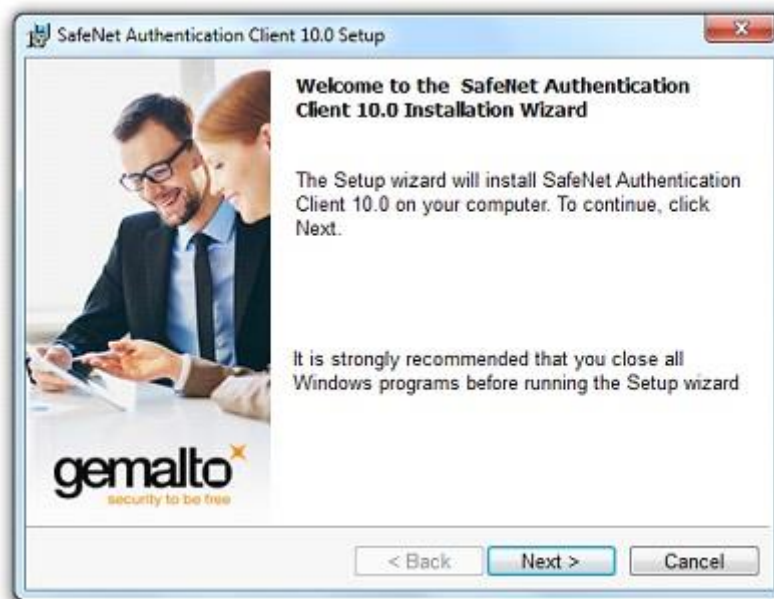 SafeNet Authentication Client 10.0 Setup
Welcome to the SafeNet Authentication
Client 10.0 Installation Wizard
The Setup wizard will install SafeNet Authentication
Client 10.0 on your computer. To continue, click
Next.
It is strongly recommended that you close all
Windows programs before running the Setup wizard
gemalto
security to be free
< Back
Next >
Cancel